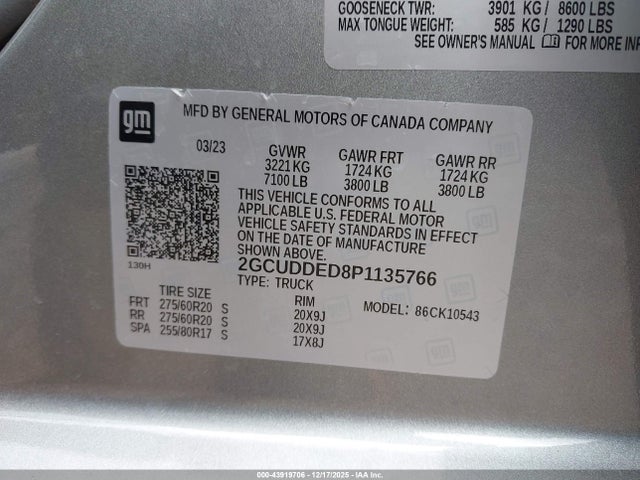 GOOSENECK TWR: 3901 KG / 8600 LBS
MAX TONGUE WEIGHT: 585 KG / 1290 LBS
SEE OWNER'S MANUAL FOR MORE INFO
gm
MFD BY GENERAL MOTORS OF CANADA COMPANY
03/23 GVWR GAWR FRT GAWR RR
3221 KG 1724 KG 1724 KG
7100 LB 3800 LB 3800 LB
THIS VEHICLE CONFORMS TO ALL
APPLICABLE U.S. FEDERAL MOTOR
VEHICLE SAFETY STANDARDS IN EFFECT
ON THE DATE OF MANUFACTURE
SHOWN ABOVE.
130H
2GCUDDED8P1135766
TYPE: TRUCK
TIRE SIZE RIM MODEL: 86CK10543
FRT 275/60R20 S 20X9J
RR 275/60R20 S 20X9J
SPA 255/80R17 S 17X8J
000-43919706 - 12/17/2025 - IAA Inc.